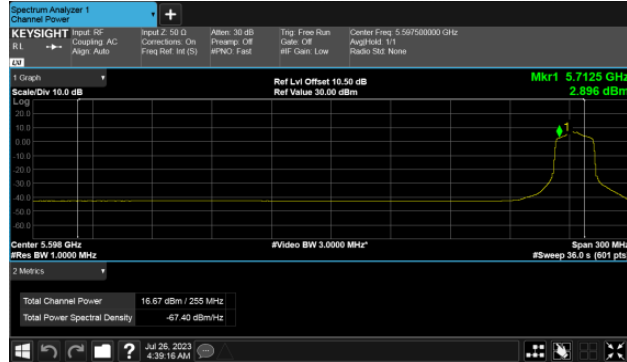 Spectrum Analyzer 1
Channel Power
KEYSIGHT Input: RF Input Z: 50 Ω Atten: 30 dB Trig: Free Run Center Freq: 5.597500000 GHz
RL Coupling: AC Corrections: On Preamp: Off Gate: Off Avg|Hold: 1/1
Align: Auto Freq Ref: Int (S) #PNO: Fast #IF Gain: Low Radio Std: None
LXI
1 Graph Ref Lvl Offset 10.50 dB Mkr1 5.7125 GHz
Scale/Div 10.0 dB Ref Value 30.00 dBm 2.896 dBm
Log
20.0
10.0
0.00
-10.0
-20.0
-30.0
-40.0
-50.0
-60.0
1
Center 5.598 GHz #Video BW 3.0000 MHz* Span 300 MHz
#Res BW 1.0000 MHz #Sweep 36.0 s (601 pts)
2 Metrics
Total Channel Power 16.67 dBm / 255 MHz
Total Power Spectral Density -67.40 dBm/Hz
? Jul 26, 2023
4:39:16 AM